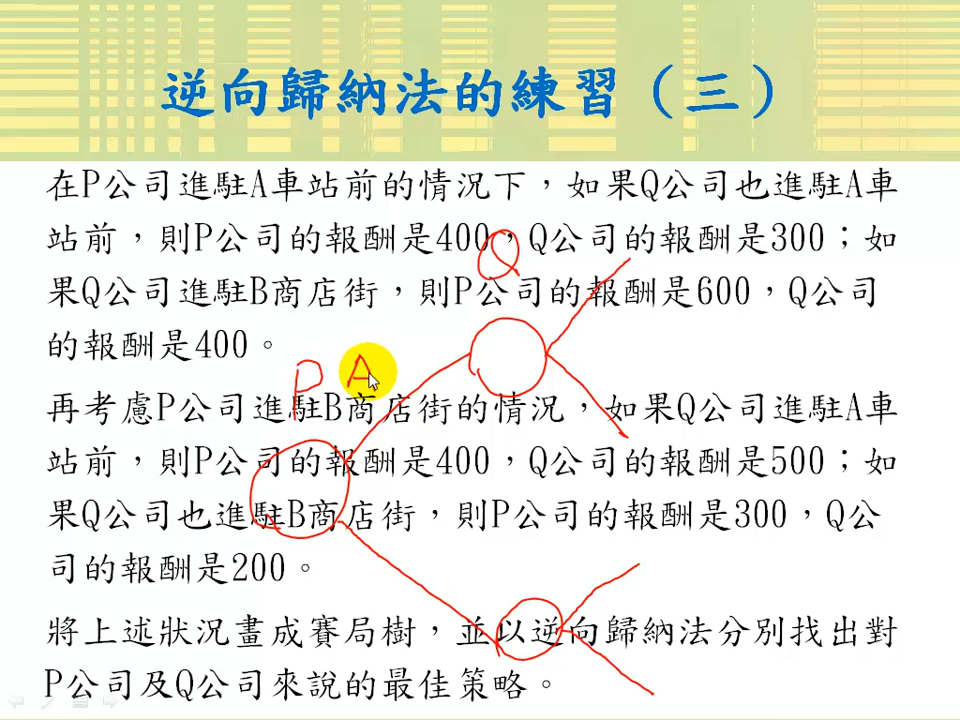 逆向歸納法的練習（三）
在P公司進駐A車站前的情況下，如果Q公司也進駐A車
站前，則P公司的報酬是400，Q公司的報酬是300；如
果Q公司進駐B商店街，則P公司的報酬是600，Q公司
的報酬是400。
再考慮P公司進駐B商店街的情況，如果Q公司進駐A車
站前，則P公司的報酬是400，Q公司的報酬是500；如
果Q公司也進駐B商店街，則P公司的報酬是300，Q公
司的報酬是200。
將上述狀況畫成賽局樹，並以逆向歸納法分別找出對
P公司及Q公司來說的最佳策略。
Q
P
A